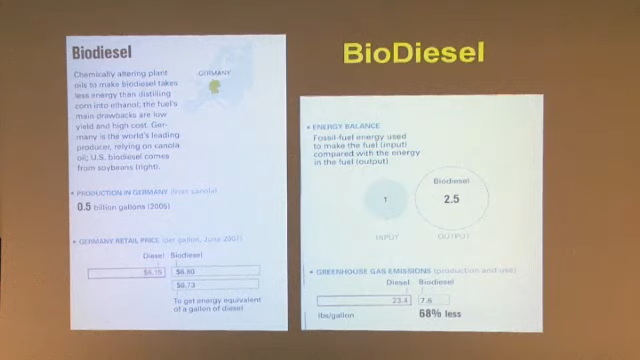 BioDiesel
Biodiesel
Chemically altering plant
oils to make biodiesel takes
less energy than distilling
corn into ethanol; the fuel's
main drawbacks are low
yield and high cost. Ger-
many is the world's leading
producer, relying on canola
oil; U.S. biodiesel comes
from soybeans (right).
GERMANY
• PRODUCTION IN GERMANY (from canola)
0.5 billion gallons (2005)
• GERMANY RETAIL PRICE (per gallon, June 2007)
Diesel Biodiesel
$6.80
$6.73
To get energy equivalent
of a gallon of diesel
• ENERGY BALANCE
Fossil-fuel energy used
to make the fuel (input)
compared with the energy
in the fuel (output)
Biodiesel
1
2.5
INPUT OUTPUT
• GREENHOUSE GAS EMISSIONS (production and use)
Diesel Biodiesel
23.4 7.6
lbs/gallon 68% less